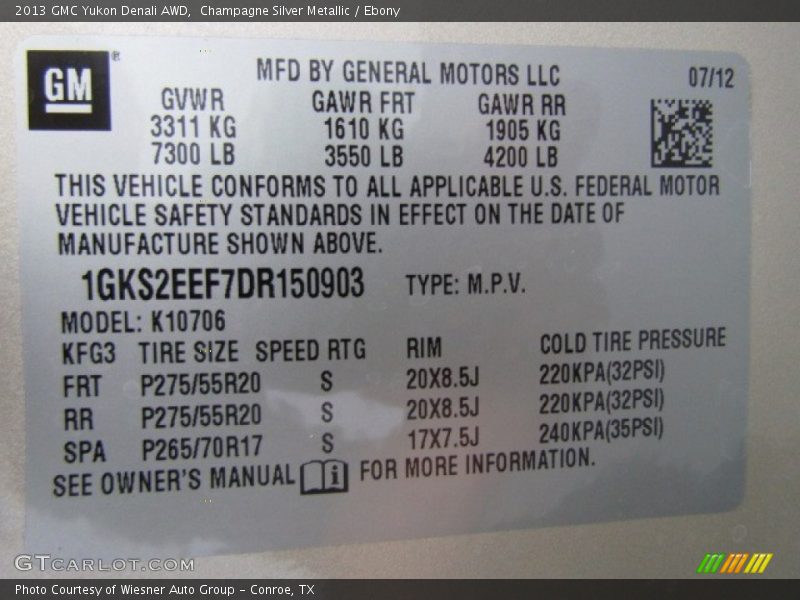 2013 GMC Yukon Denali AWD,  Champagne Silver Metallic / Ebony
GM ®
MFD BY GENERAL MOTORS LLC 07/12
GVWR GAWR FRT GAWR RR
3311 KG 1610 KG 1905 KG
7300 LB 3550 LB 4200 LB
THIS VEHICLE CONFORMS TO ALL APPLICABLE U.S. FEDERAL MOTOR
VEHICLE SAFETY STANDARDS IN EFFECT ON THE DATE OF
MANUFACTURE SHOWN ABOVE.
1GKS2EEF7DR150903 TYPE: M.P.V.
MODEL: K10706
KFG3 TIRE SIZE SPEED RTG RIM COLD TIRE PRESSURE
FRT P275/55R20 S 20X8.5J 220KPA(32PSI)
RR P275/55R20 S 20X8.5J 220KPA(32PSI)
SPA P265/70R17 S 17X7.5J 240KPA(35PSI)
SEE OWNER'S MANUAL i FOR MORE INFORMATION.
GTCARLOT.COM
Photo Courtesy of Wiesner Auto Group - Conroe, TX